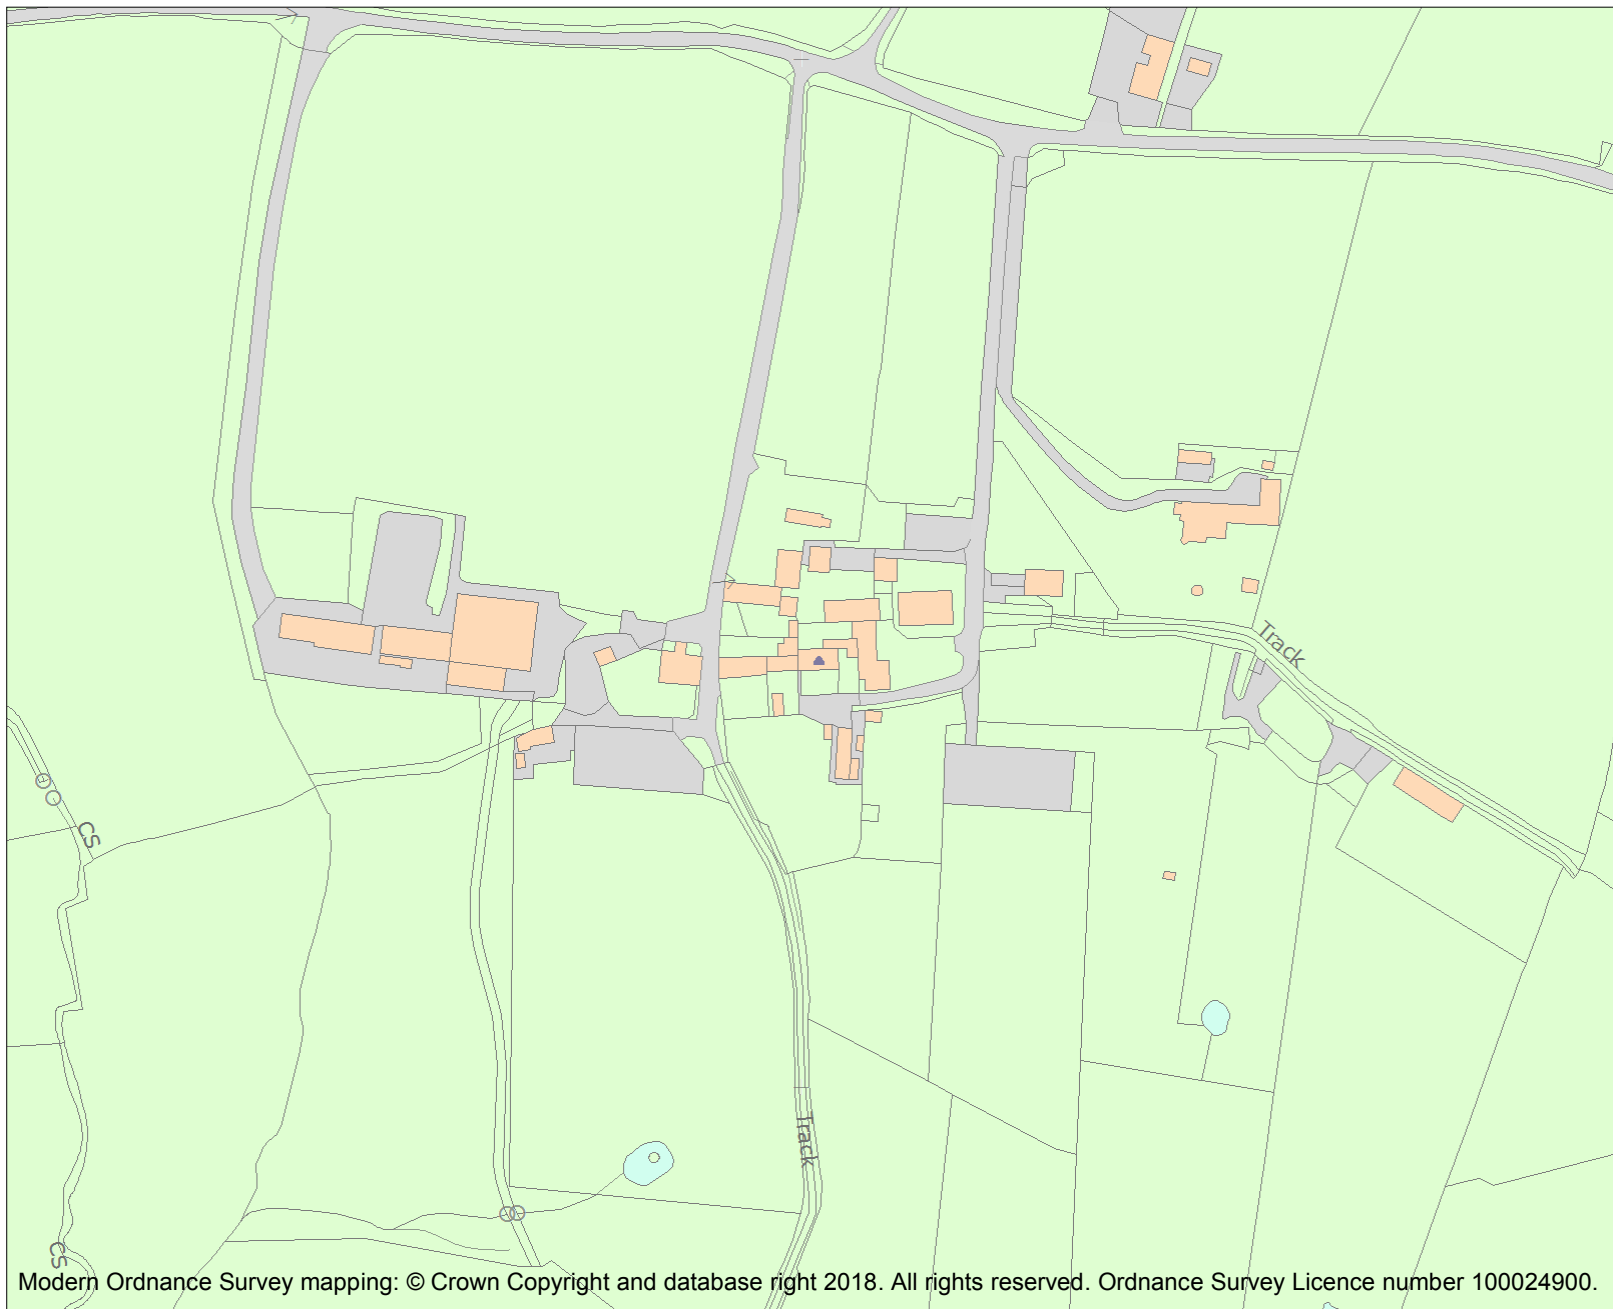 Track
CS
Track
CS
Modern Ordnance Survey mapping: © Crown Copyright and database right 2018. All rights reserved. Ordnance Survey Licence number 100024900.